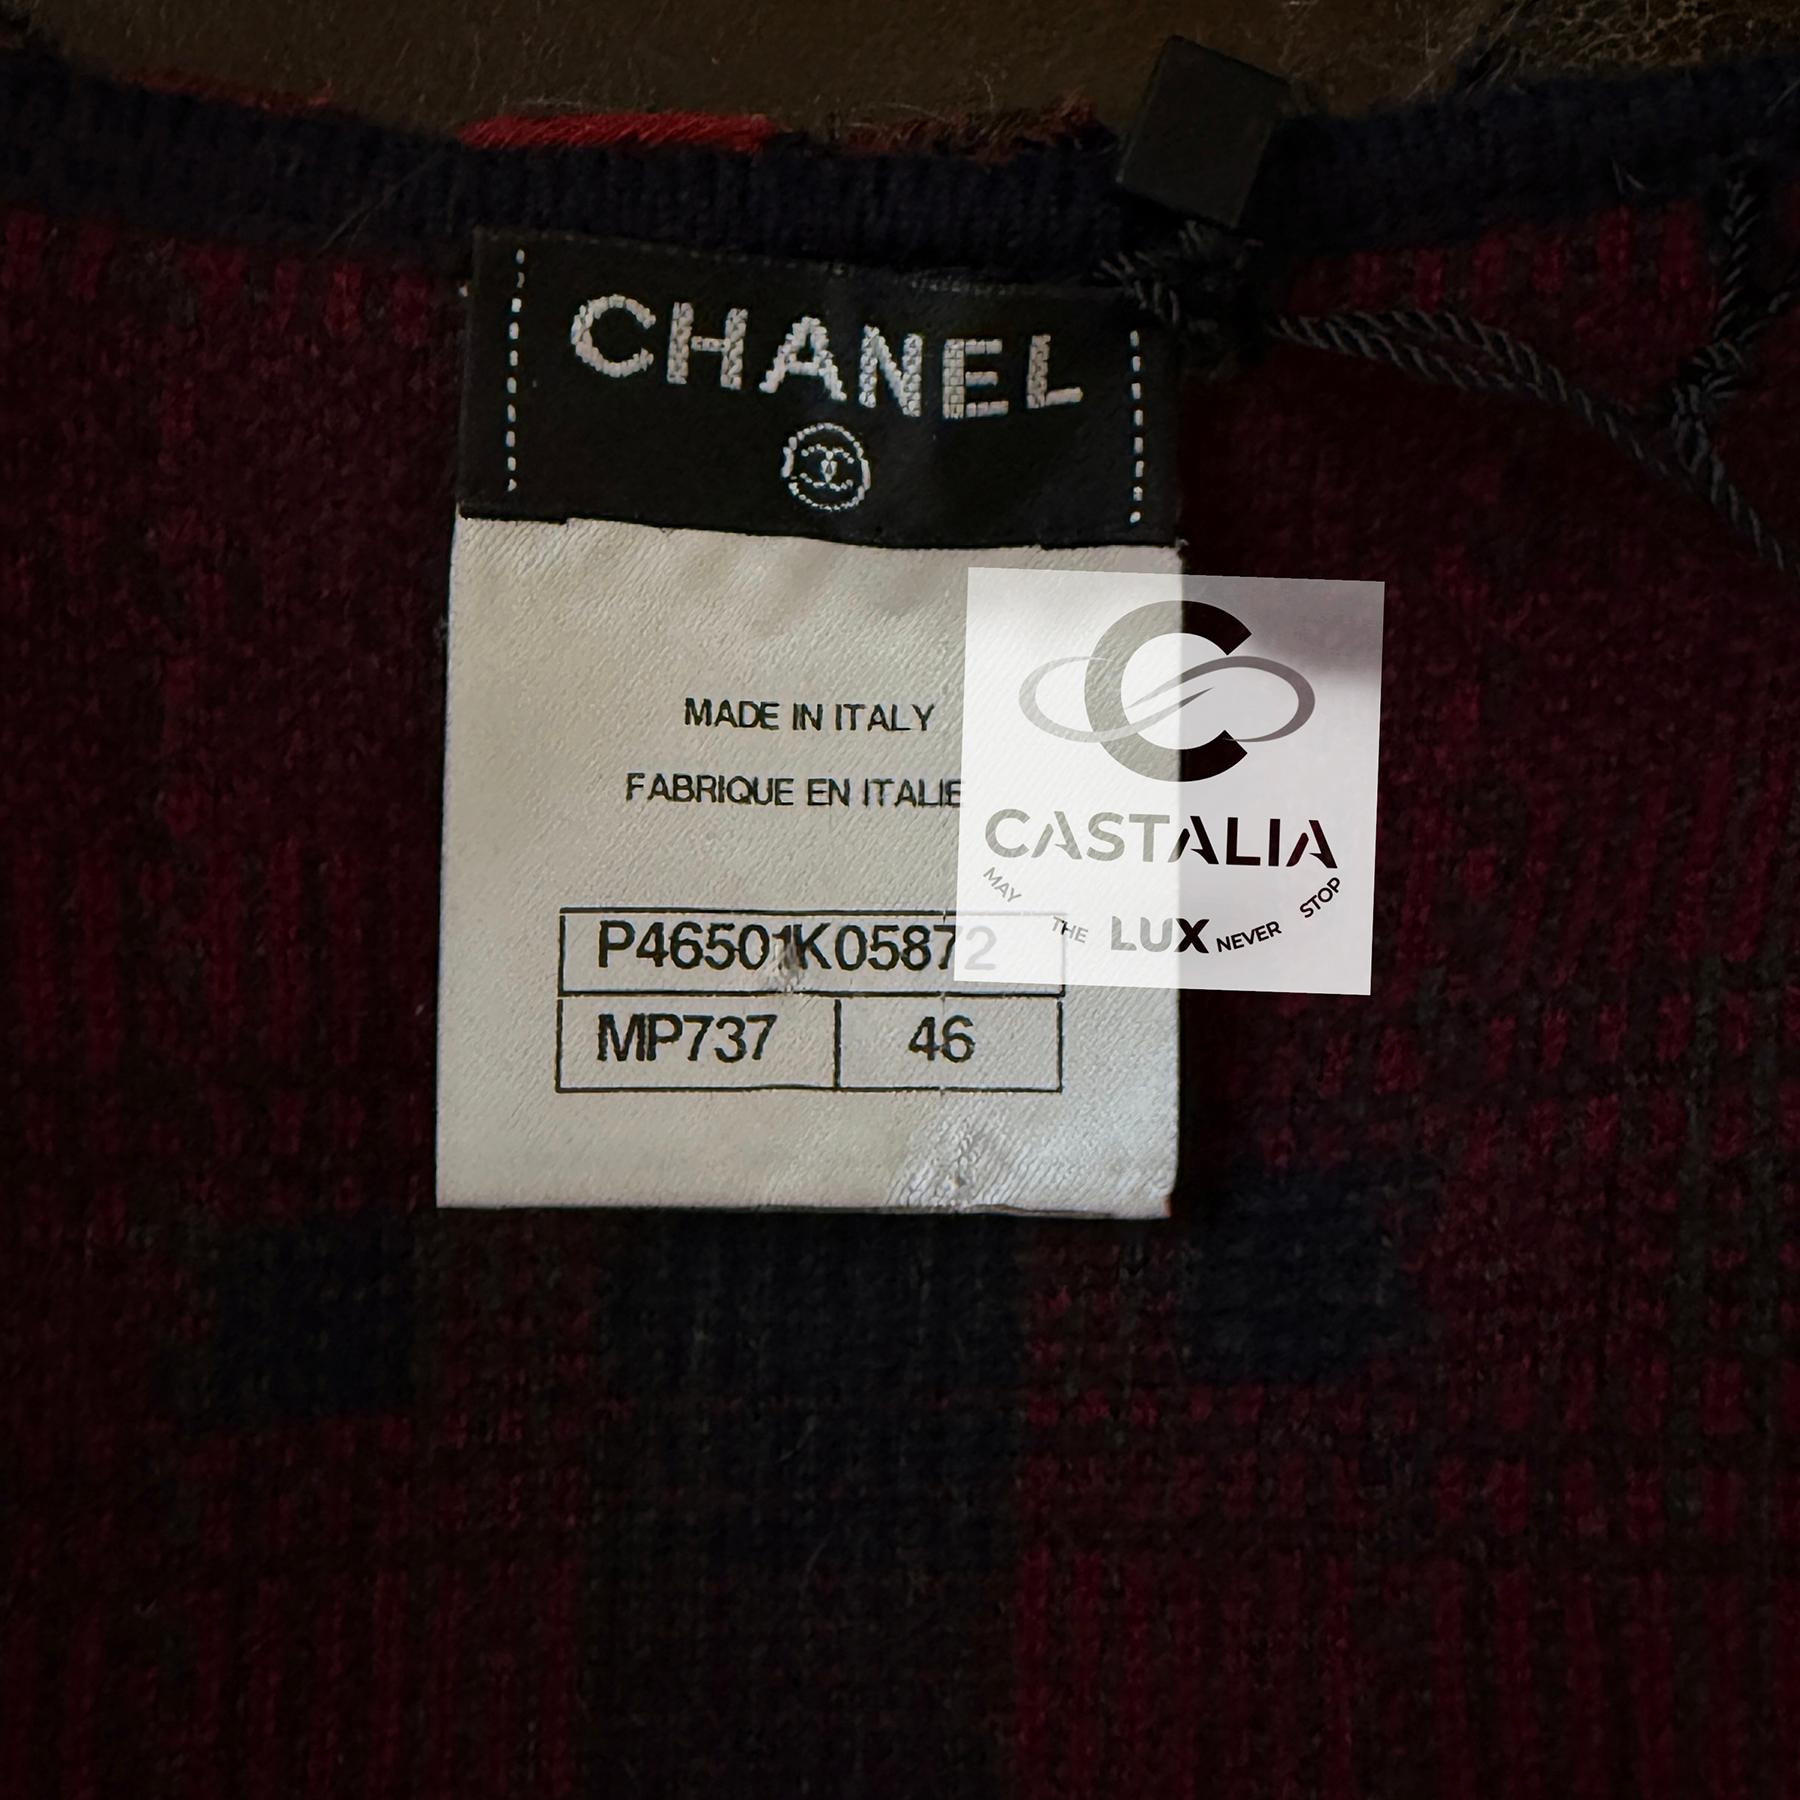 CHANEL
MADE IN ITALY
FABRIQUE EN ITALIE
P46501K05872
MP737 46
CASTALIA
MAY THE LUX NEVER STOP